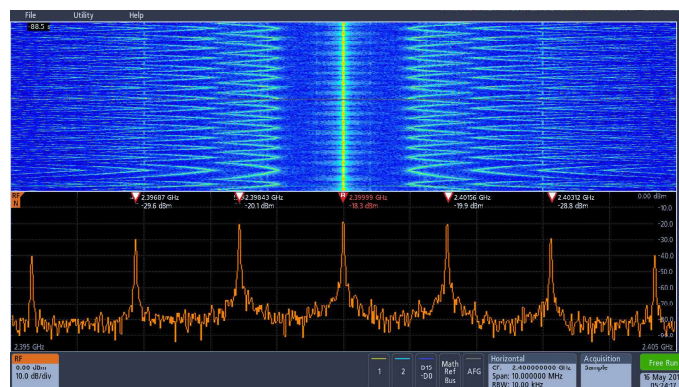 File Utility Help
88.5 s
2.39687 GHz
-29.6 dBm
2.39843 GHz
-20.1 dBm
2.39999 GHz
-18.3 dBm
2.40156 GHz
-19.9 dBm
2.40312 GHz
-28.8 dBm
0.00 dBm
-10.0
-20.0
-30.0
-40.0
-50.0
-60.0
-70.0
-90.0
2.395 GHz
2.405 GHz
RF
0.00 dBm
10.0 dB/div
1
2
D15
-D0
Math
Ref
Bus
AFG
Horizontal
CF: 2.400000000 GHz
Span: 10.000000 MHz
RBW: 10.00 kHz
Acquisition
Sample
Free Run
16 May 201